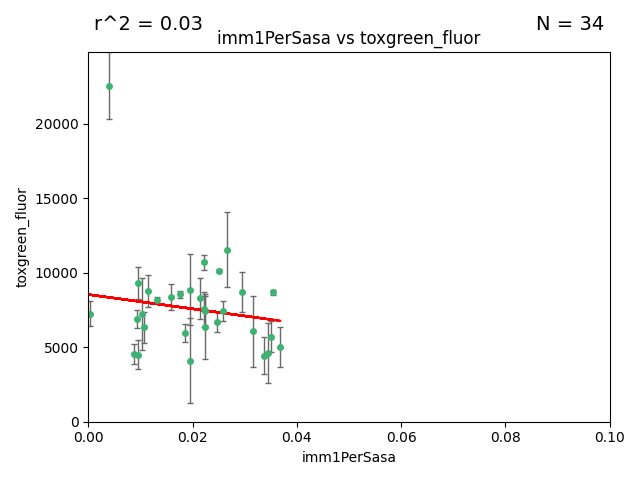 r^2 = 0.03
N = 34
imm1PerSasa vs toxgreen_fluor
toxgreen_fluor
20000
15000
10000
5000
0
0.00 0.02 0.04 0.06 0.08 0.10
imm1PerSasa